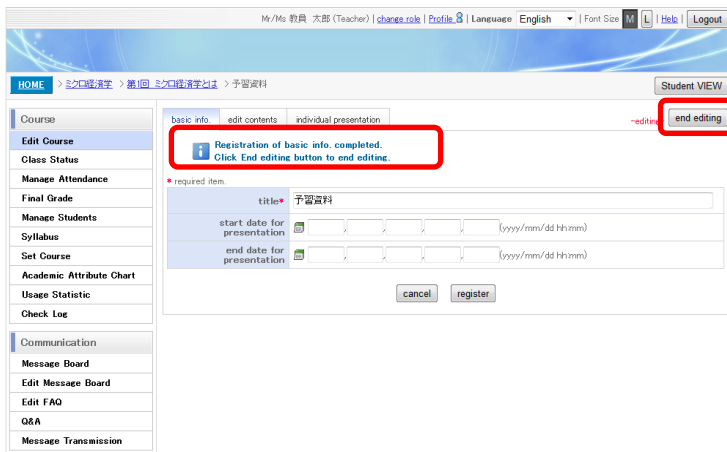 Mr/Ms 教員 太郎 (Teacher) | change role | Profile | Language English | Font Size M L | Help | Logout
HOME > ミクロ経済学 > 第1回 ミクロ経済学とは > 予習資料
Student VIEW
Course
Edit Course
Class Status
Manage Attendance
Final Grade
Manage Students
Syllabus
Set Course
Academic Attribute Chart
Usage Statistic
Check Log
Communication
Message Board
Edit Message Board
Edit FAQ
Q&A
Message Transmission
basic info. edit contents individual presentation
-editing- end editing
Registration of basic info. completed.
Click End editing button to end editing.
* required item.
title* 予習資料
start date for
presentation / / / : (yyyy/mm/dd hh:mm)
end date for
presentation / / / : (yyyy/mm/dd hh:mm)
cancel register